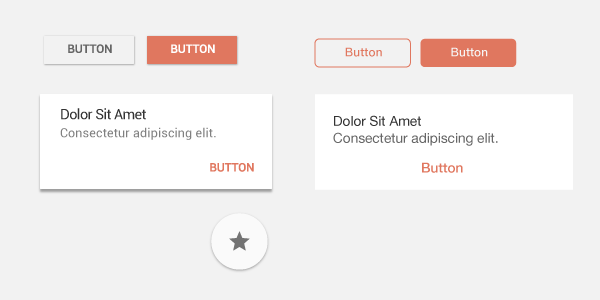 BUTTON BUTTON
Dolor Sit Amet
Consectetur adipiscing elit.
BUTTON
Button Button
Dolor Sit Amet
Consectetur adipiscing elit.
Button